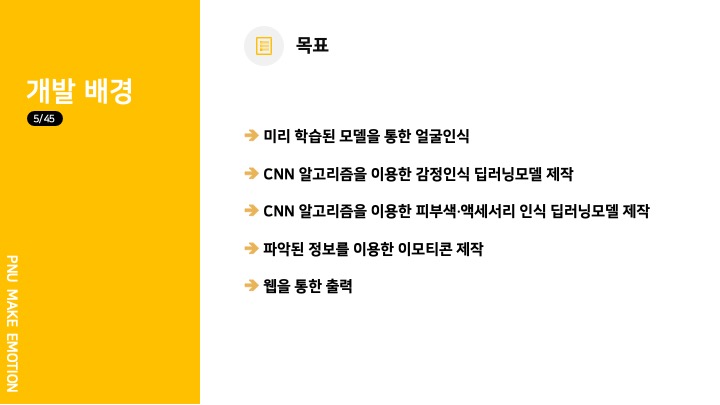 개발 배경
5/45
PNU MAKE EMOTION
목표
미리 학습된 모델을 통한 얼굴인식
CNN 알고리즘을 이용한 감정인식 딥러닝모델 제작
CNN 알고리즘을 이용한 피부색·액세서리 인식 딥러닝모델 제작
파악된 정보를 이용한 이모티콘 제작
웹을 통한 출력